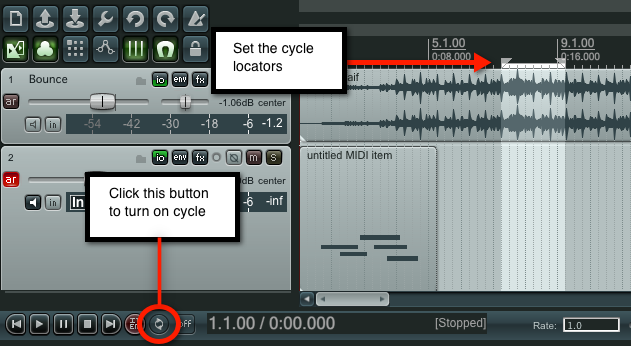 Set the cycle
locators
5.1.00
0:08.000
9.1.00
0:16.000
1 Bounce
io env fx
ar
-1.06dB center
in -54 -42 -30 -18 -6 -1.2
aif
2
io env fx m s
ar
dB center
in In -6 -inf
untitled MIDI item
Click this button
to turn on cycle
off
1.1.00 / 0:00.000
[Stopped]
Rate: 1.0